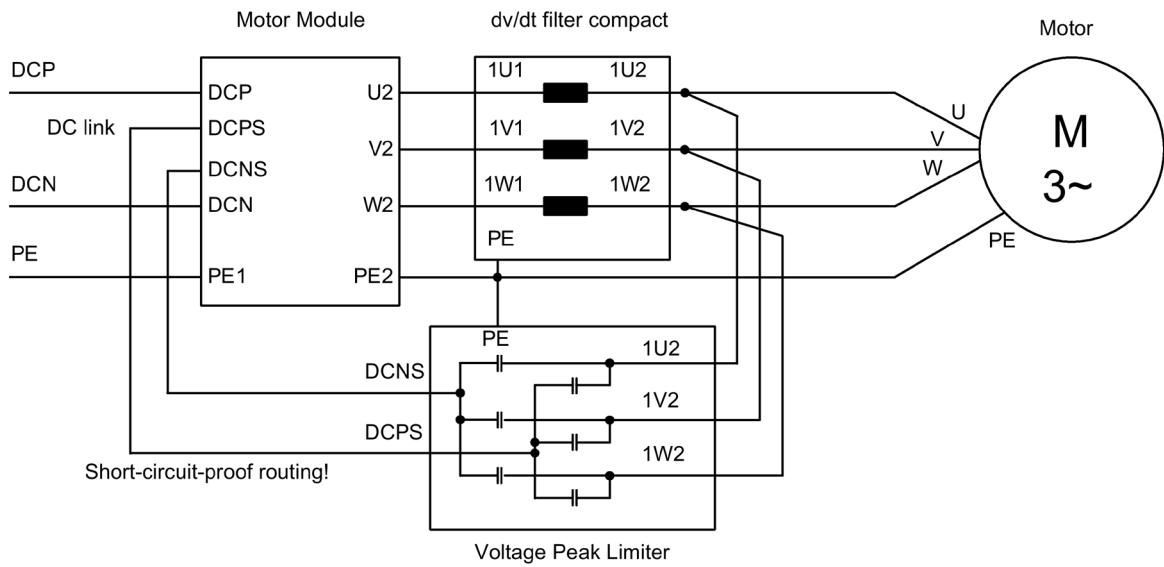 Motor Module
dv/dt filter compact
Motor
DCP
DCP
U2
1U1
1U2
U
DC link
DCPS
V2
1V1
1V2
V
M
3~
DCNS
W
DCN
DCN
W2
1W1
1W2
PE
PE
PE
PE1
PE2
PE
1U2
DCNS
1V2
DCPS
1W2
Short-circuit-proof routing!
Voltage Peak Limiter